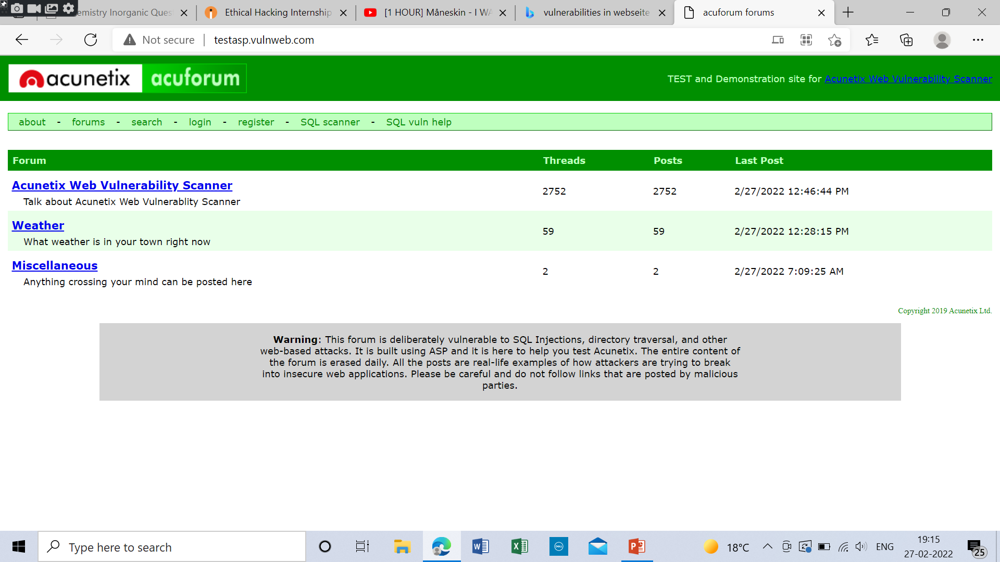 emistry Inorganic Ques
Ethical Hacking Internship
[1 HOUR] Måneskin - I WA
vulnerabilities in webseite
acuforum forums
Not secure
testasp.vulnweb.com
acunetix acuforum
TEST and Demonstration site for Acunetix Web Vulnerability Scanner
about - forums - search - login - register - SQL scanner - SQL vuln help
Forum Threads Posts Last Post
Acunetix Web Vulnerability Scanner
Talk about Acunetix Web Vulnerablity Scanner
2752 2752 2/27/2022 12:46:44 PM
Weather
What weather is in your town right now
59 59 2/27/2022 12:28:15 PM
Miscellaneous
Anything crossing your mind can be posted here
2 2 2/27/2022 7:09:25 AM
Copyright 2019 Acunetix Ltd.
Warning: This forum is deliberately vulnerable to SQL Injections, directory traversal, and other
web-based attacks. It is built using ASP and it is here to help you test Acunetix. The entire content of
the forum is erased daily. All the posts are real-life examples of how attackers are trying to break
into insecure web applications. Please be careful and do not follow links that are posted by malicious
parties.
Type here to search
DELL
18°C
ENG
19:15
27-02-2022
25